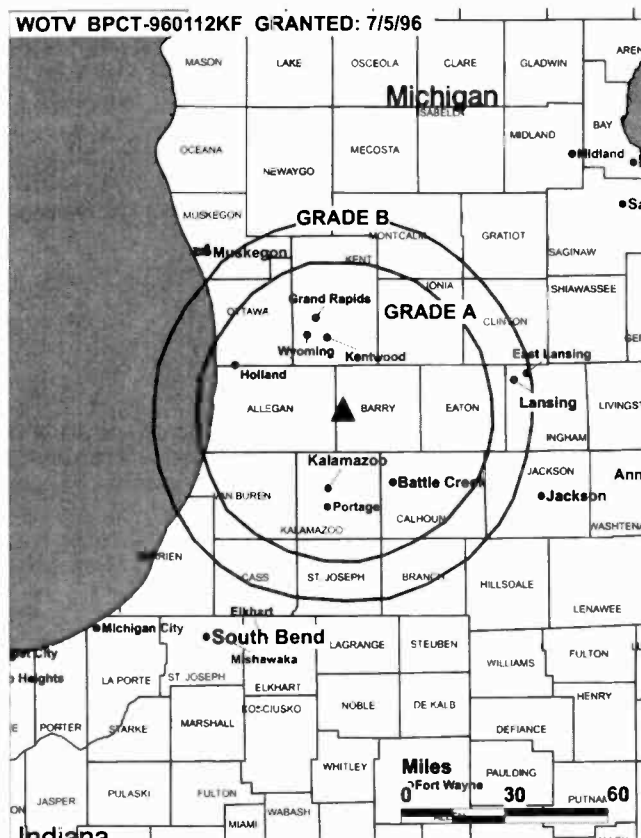 WOTV BPCT-960112KF GRANTED: 7/5/96
MASON
LAKE
OSCEOLA
CLARE
GLADWIN
Michigan
ISABELLA
BAY
MIDLAND
Midland
OCEANA
NEWAYGO
MECOSTA
MUSKEGON
GRADE B
MONTCALM
GRATIOT
SAGINAW
Muskegon
KENT
IONIA
SHIAWASSEE
OTTAWA
Grand Rapids
GRADE A
CLINTON
Wyoming
Kentwood
East Lansing
Holland
Lansing
ALLEGAN
BARRY
EATON
INGHAM
Kalamazoo
Battle Creek
JACKSON
Ann
VAN BUREN
Portage
Jackson
KALAMAZOO
CALHOUN
CASS
ST. JOSEPH
BRANCH
HILLSDALE
LENAWEE
Elkhart
Michigan City
South Bend
Mishawaka
LAGRANGE
STEUBEN
WILLIAMS
FULTON
Heights
LA PORTE
ST JOSEPH
ELKHART
HENRY
PORTER
STARKE
MARSHALL
KOSCIUSKO
NOBLE
DE KALB
DEFIANCE
WHITLEY
Miles
PAULDING
Fort Wayne
JASPER
PULASKI
FULTON
0 30 60
WABASH
MIAMI
Indiana